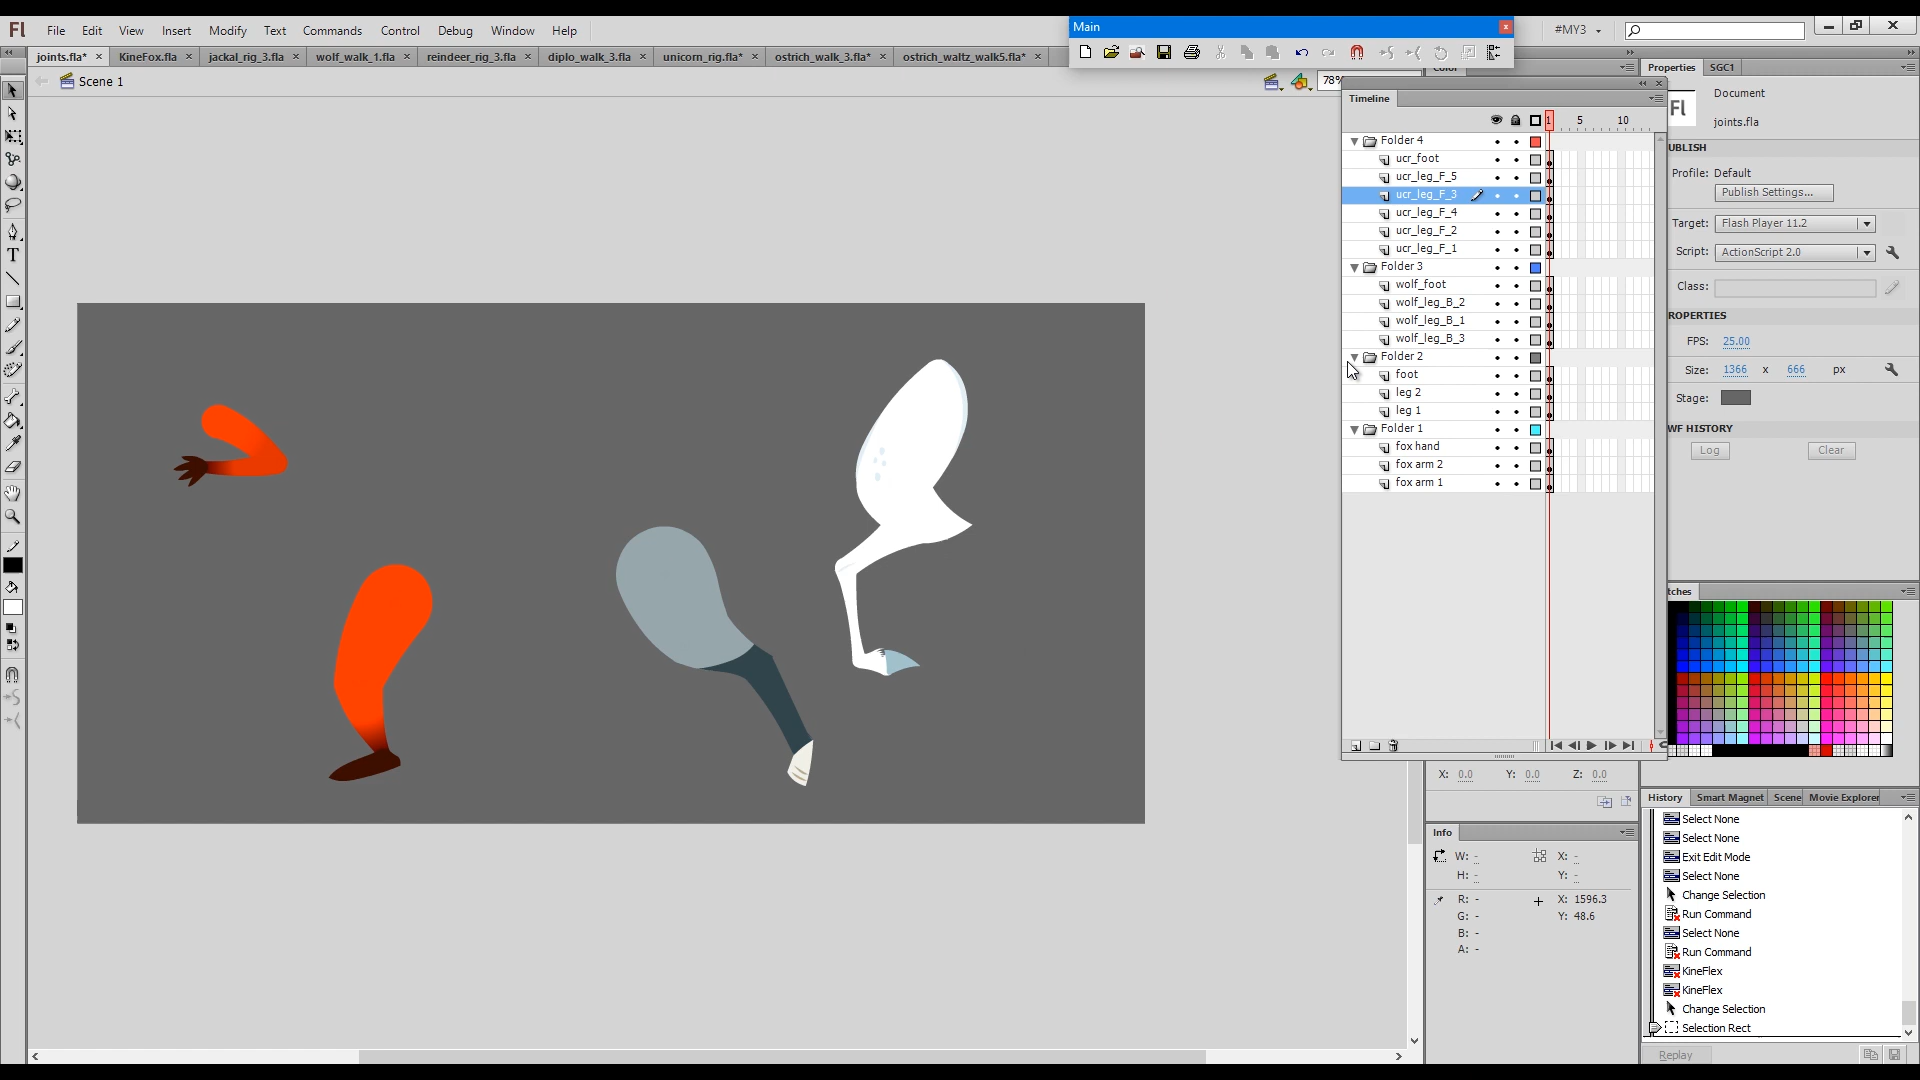 Main
Fl File Edit View Insert Modify Text Commands Control Debug Window Help
#MY3
joints.fla* KineFox.fla jackal_rig_3.fla wolf_walk_1.fla reindeer_rig_3.fla diplo_walk_3.fla unicorn_rig.fla* ostrich_walk_3.fla* ostrich_waltz_walk5.fla*
Scene 1
78%
Color
Timeline
1 5 10
Folder 4
ucr_foot
ucr_leg_F_5
ucr_leg_F_3
ucr_leg_F_4
ucr_leg_F_2
ucr_leg_F_1
Folder 3
wolf_foot
wolf_leg_B_2
wolf_leg_B_1
wolf_leg_B_3
Folder 2
foot
leg 2
leg 1
Folder 1
fox hand
fox arm 2
fox arm 1
X: 0.0 Y: 0.0 Z: 0.0
Info
W: - X: -
H: - Y: -
R: - X: 1596.3
G: - Y: 48.6
B: -
A: -
Properties SGC1
Fl
Document
joints.fla
UBLISH
Profile: Default
Publish Settings...
Target: Flash Player 11.2
Script: ActionScript 2.0
Class:
ROPERTIES
FPS: 25.00
Size: 1366 x 666 px
Stage:
WF HISTORY
Log Clear
tches
History Smart Magnet Scene Movie Explorer
Select None
Select None
Exit Edit Mode
Select None
Change Selection
Run Command
Select None
Run Command
KineFlex
KineFlex
Change Selection
Selection Rect
Replay